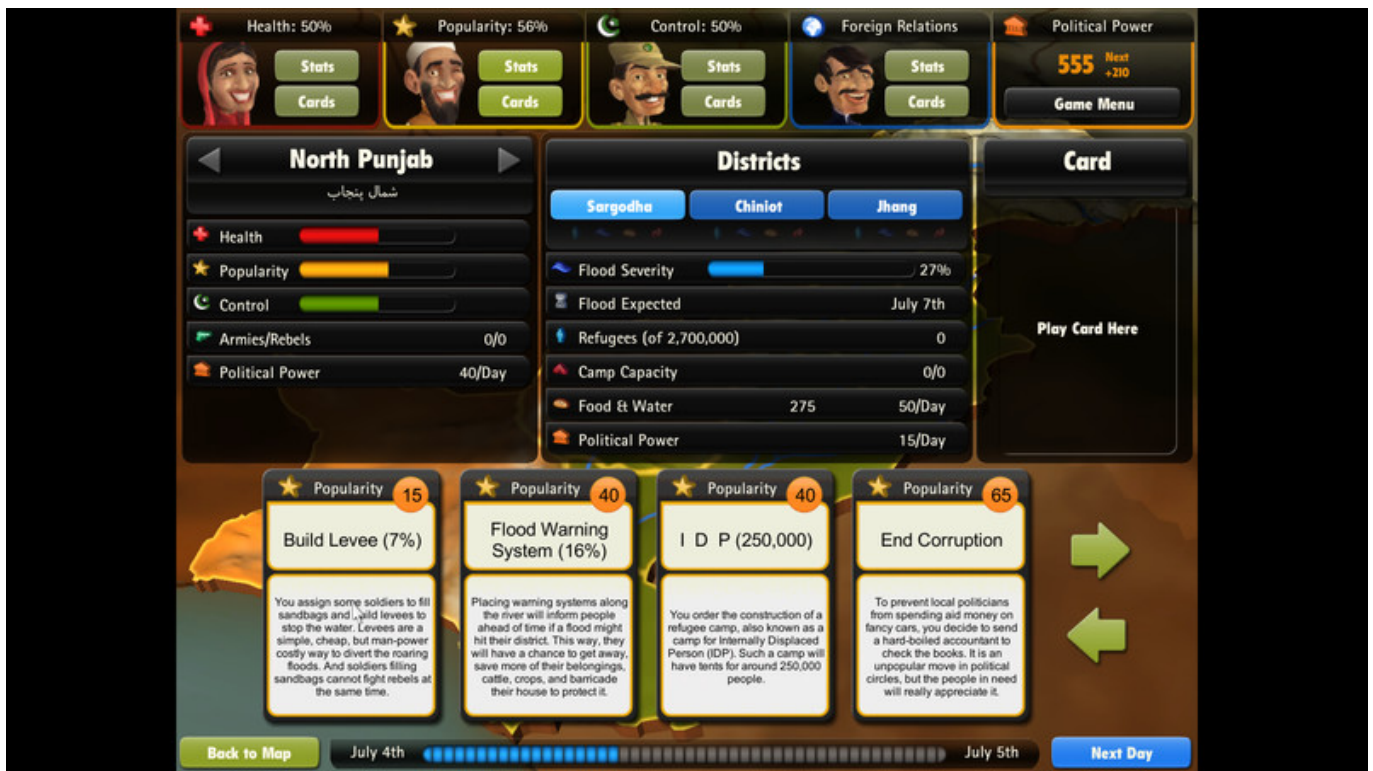 Health: 50%
Popularity: 56%
Control: 50%
Foreign Relations
Political Power
Stats
Cards
Stats
Cards
Stats
Cards
Stats
Cards
555 Next +210
Game Menu
North Punjab
شمال پنجاب
Health
Popularity
Control
Armies/Rebels 0/0
Political Power 40/Day
Districts
Sargodha Chiniot Jhang
Flood Severity 27%
Flood Expected July 7th
Refugees (of 2,700,000) 0
Camp Capacity 0/0
Food & Water 275 50/Day
Political Power 15/Day
Card
Play Card Here
Popularity 15
Build Levee (7%)
You assign some soldiers to fill
sandbags and build levees to
stop the water. Levees are a
simple, cheap, but man-power
costly way to divert the roaring
floods. And soldiers filling
sandbags cannot fight rebels at
the same time.
Popularity 40
Flood Warning
System (16%)
Placing warning systems along
the river will inform people
ahead of time if a flood might
hit their district. This way, they
will have a chance to get away,
save more of their belongings,
cattle, crops, and barricade
their house to protect it.
Popularity 40
I D P (250,000)
You order the construction of a
refugee camp, also known as a
camp for Internally Displaced
Person (IDP). Such a camp will
have tents for around 250,000
people.
Popularity 65
End Corruption
To prevent local politicians
from spending aid money on
fancy cars, you decide to send
a hard-boiled accountant to
check the books. It is an
unpopular move in political
circles, but the people in need
will really appreciate it.
Back to Map
July 4th
July 5th
Next Day